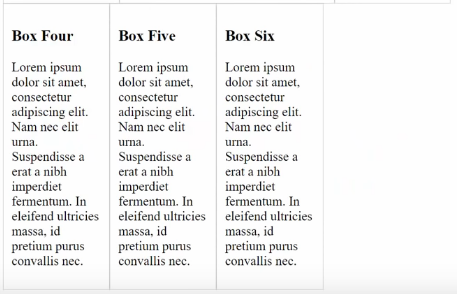 Box Four
Lorem ipsum
dolor sit amet,
consectetur
adipiscing elit.
Nam nec elit
urna.
Suspendisse a
erat a nibh
imperdiet
fermentum. In
eleifend ultricies
massa, id
pretium purus
convallis nec.
Box Five
Lorem ipsum
dolor sit amet,
consectetur
adipiscing elit.
Nam nec elit
urna.
Suspendisse a
erat a nibh
imperdiet
fermentum. In
eleifend ultricies
massa, id
pretium purus
convallis nec.
Box Six
Lorem ipsum
dolor sit amet,
consectetur
adipiscing elit.
Nam nec elit
urna.
Suspendisse a
erat a nibh
imperdiet
fermentum. In
eleifend ultricies
massa, id
pretium purus
convallis nec.